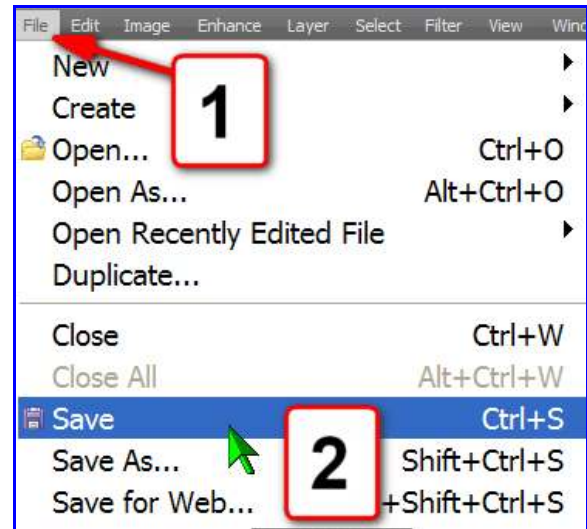 File Edit Image Enhance Layer Select Filter View
New
1
Create
Open... Ctrl+O
Open As... Alt+Ctrl+O
Open Recently Edited File
Duplicate...
Close Ctrl+W
Close All Alt+Ctrl+W
Save Ctrl+S
2
Save As... Shift+Ctrl+S
Save for Web... +Shift+Ctrl+S